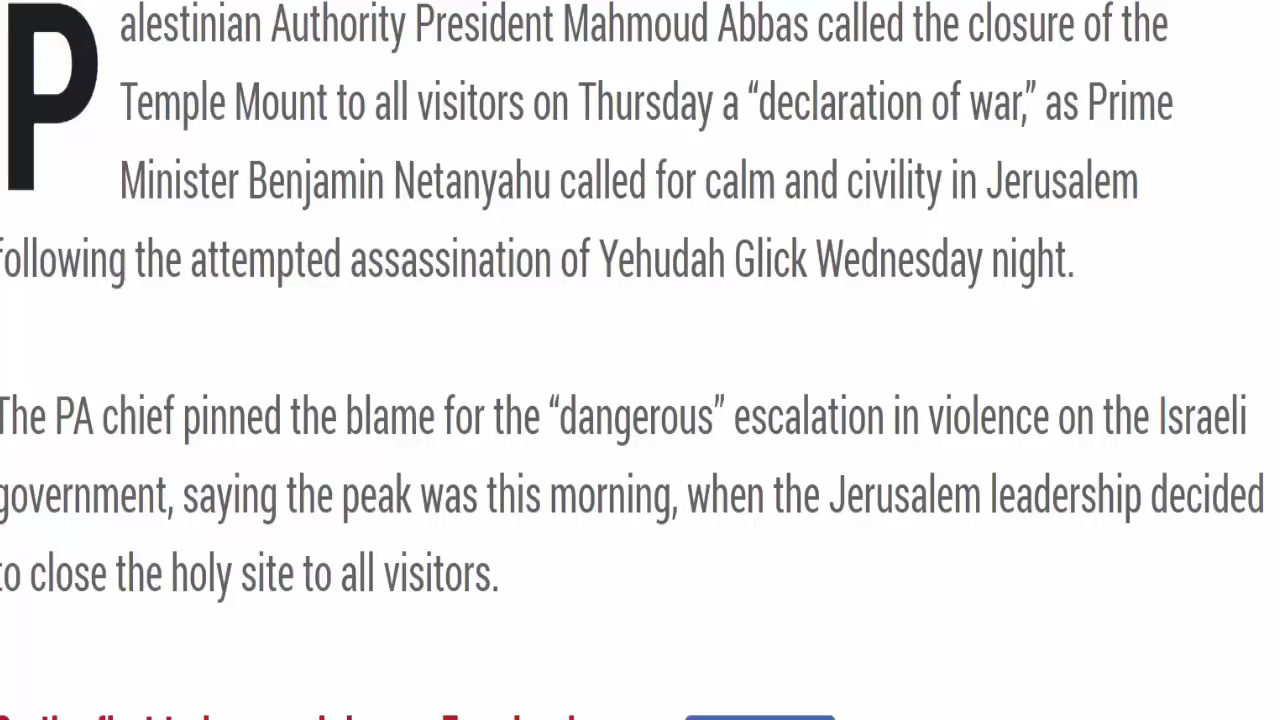 Palestinian Authority President Mahmoud Abbas called the closure of the
Temple Mount to all visitors on Thursday a “declaration of war,” as Prime
Minister Benjamin Netanyahu called for calm and civility in Jerusalem
following the attempted assassination of Yehudah Glick Wednesday night.
The PA chief pinned the blame for the “dangerous” escalation in violence on the Israeli
government, saying the peak was this morning, when the Jerusalem leadership decided
to close the holy site to all visitors.